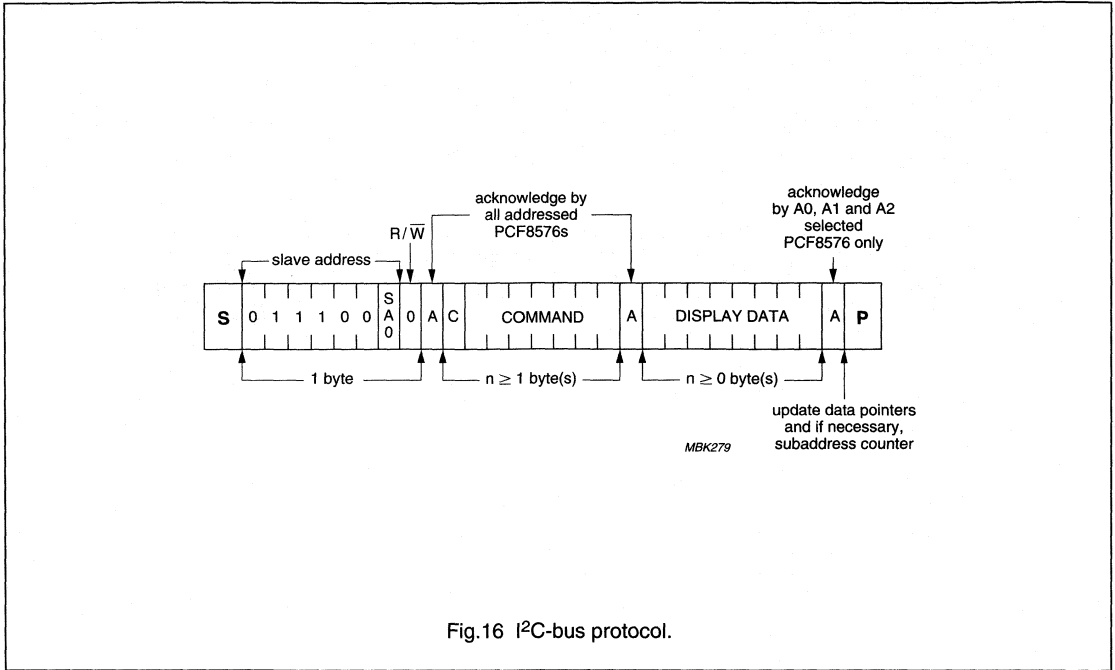 acknowledge by
all addressed
PCF8576s
acknowledge
by A0, A1 and A2
selected
PCF8576 only
R/W̅
slave address
S 0 1 1 1 0 0 SA0 0 A C COMMAND A DISPLAY DATA A P
1 byte
n ≥ 1 byte(s)
n ≥ 0 byte(s)
update data pointers
and if necessary,
subaddress counter
MBK279
Fig.16 I²C-bus protocol.